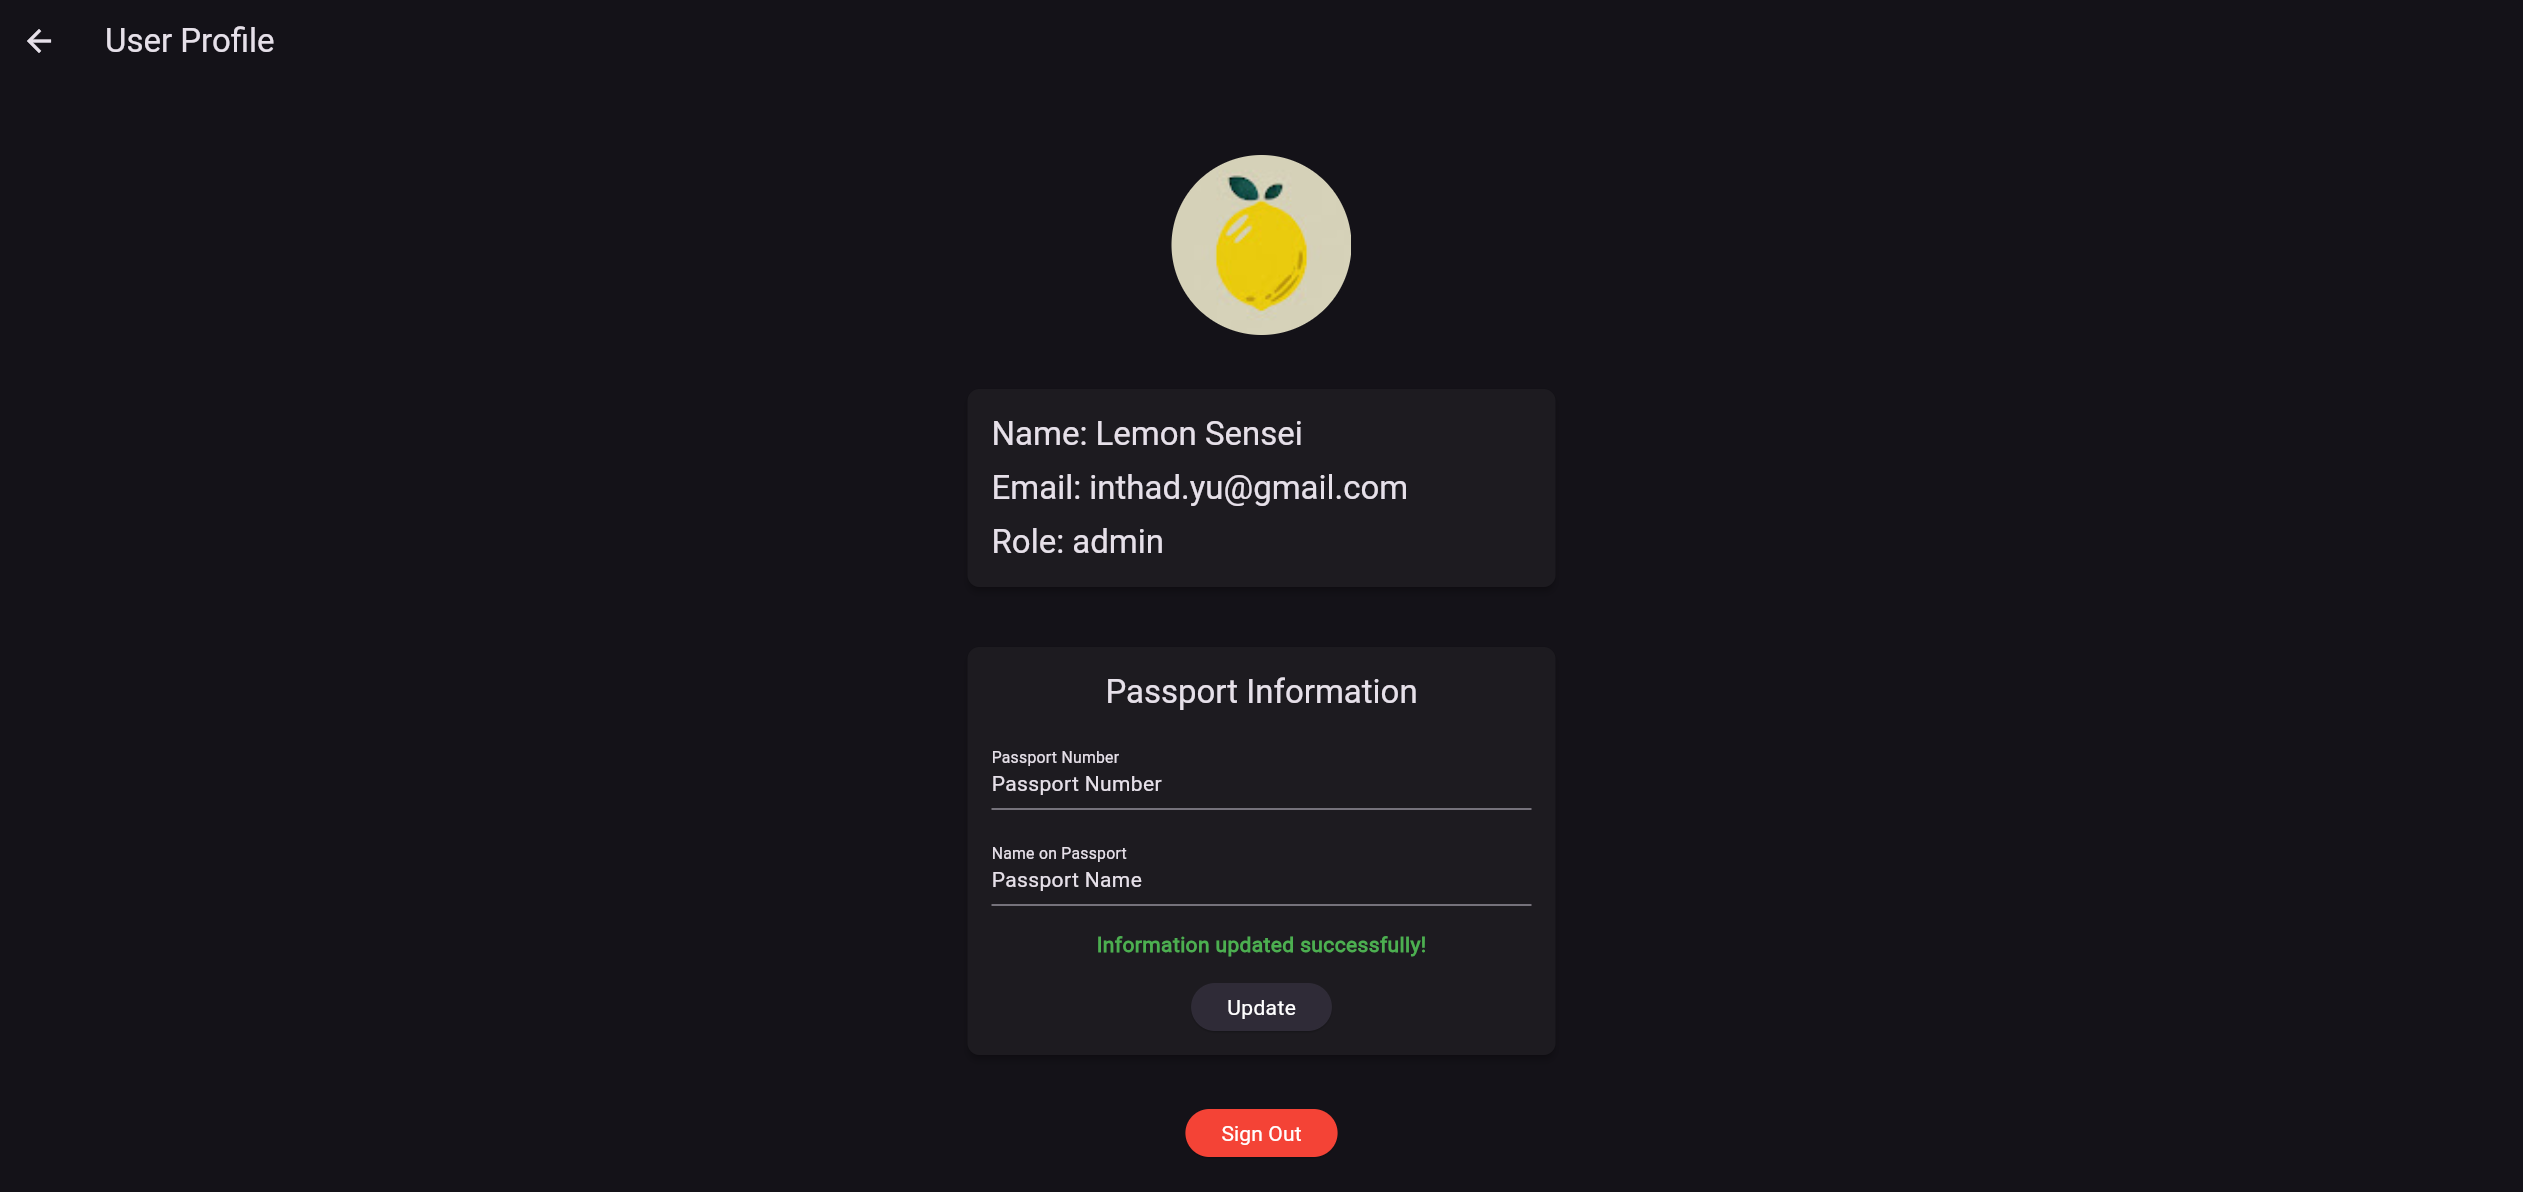 User Profile
Name: Lemon Sensei
Email: inthad.yu@gmail.com
Role: admin
Passport Information
Passport Number
Passport Number
Name on Passport
Passport Name
Information updated successfully!
Update
Sign Out